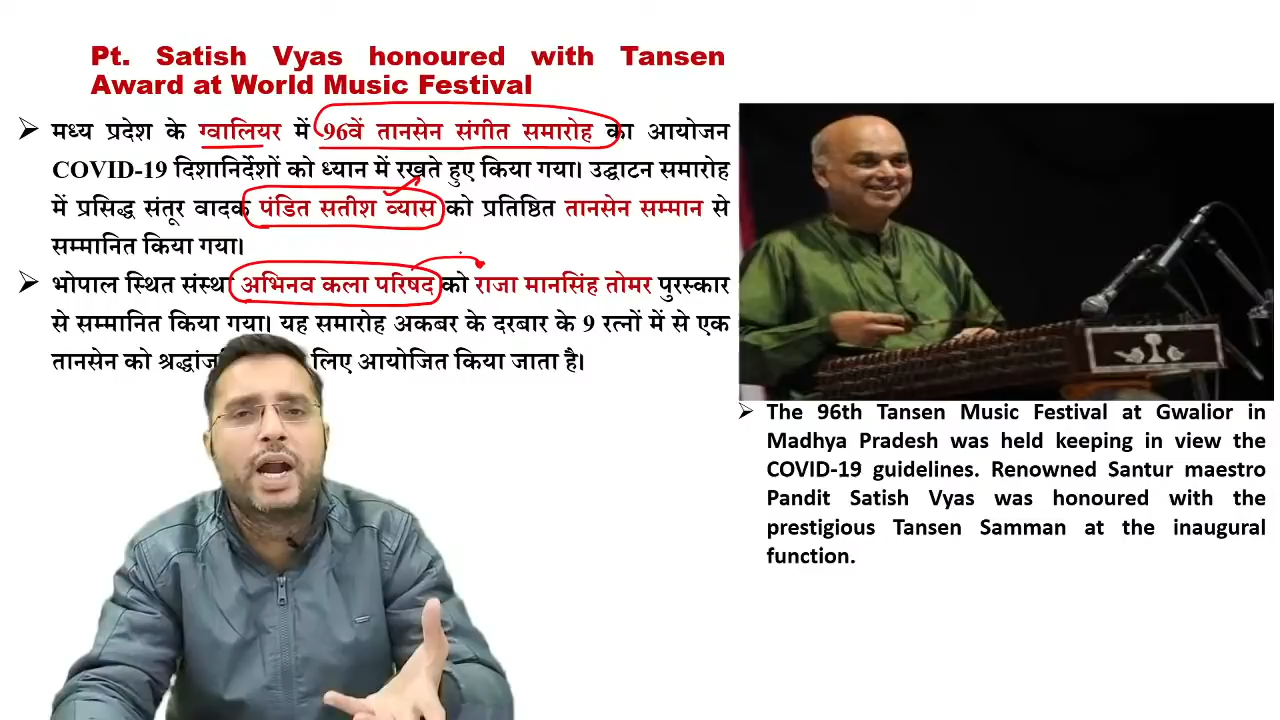 Pt. Satish Vyas honoured with Tansen
Award at World Music Festival
➢ मध्य प्रदेश के ग्वालियर में 96वें तानसेन संगीत समारोह का आयोजन
COVID-19 दिशानिर्देशों को ध्यान में रखते हुए किया गया। उद्घाटन समारोह
में प्रसिद्ध संतूर वादक पंडित सतीश व्यास को प्रतिष्ठित तानसेन सम्मान से
सम्मानित किया गया।
➢ भोपाल स्थित संस्था अभिनव कला परिषद को राजा मानसिंह तोमर पुरस्कार
से सम्मानित किया गया। यह समारोह अकबर के दरबार के 9 रत्नों में से एक
तानसेन को लिए आयोजित किया जाता है।
➢ The 96th Tansen Music Festival at Gwalior in
Madhya Pradesh was held keeping in view the
COVID-19 guidelines. Renowned Santur maestro
Pandit Satish Vyas was honoured with the
prestigious Tansen Samman at the inaugural
function.